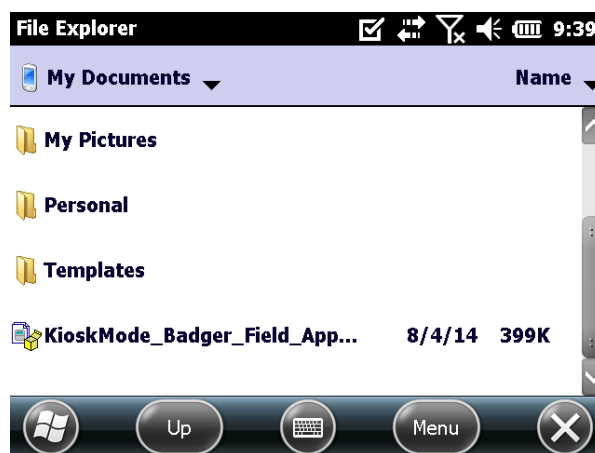 File Explorer 9:39
My Documents Name
My Pictures
Personal
Templates
KioskMode_Badger_Field_App... 8/4/14 399K
Up Menu